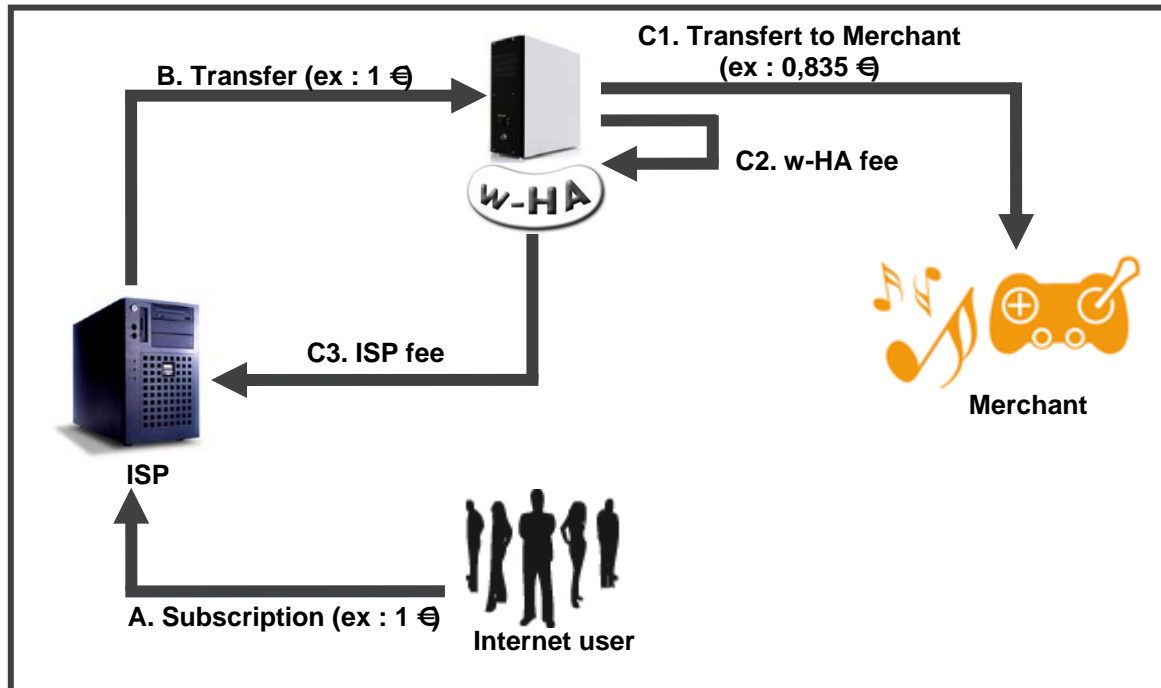 C1. Transfert to Merchant
(ex : 0,835 €)
B. Transfer (ex : 1 €)
C2. w-HA fee
w-HA
C3. ISP fee
Merchant
ISP
A. Subscription (ex : 1 €)
Internet user